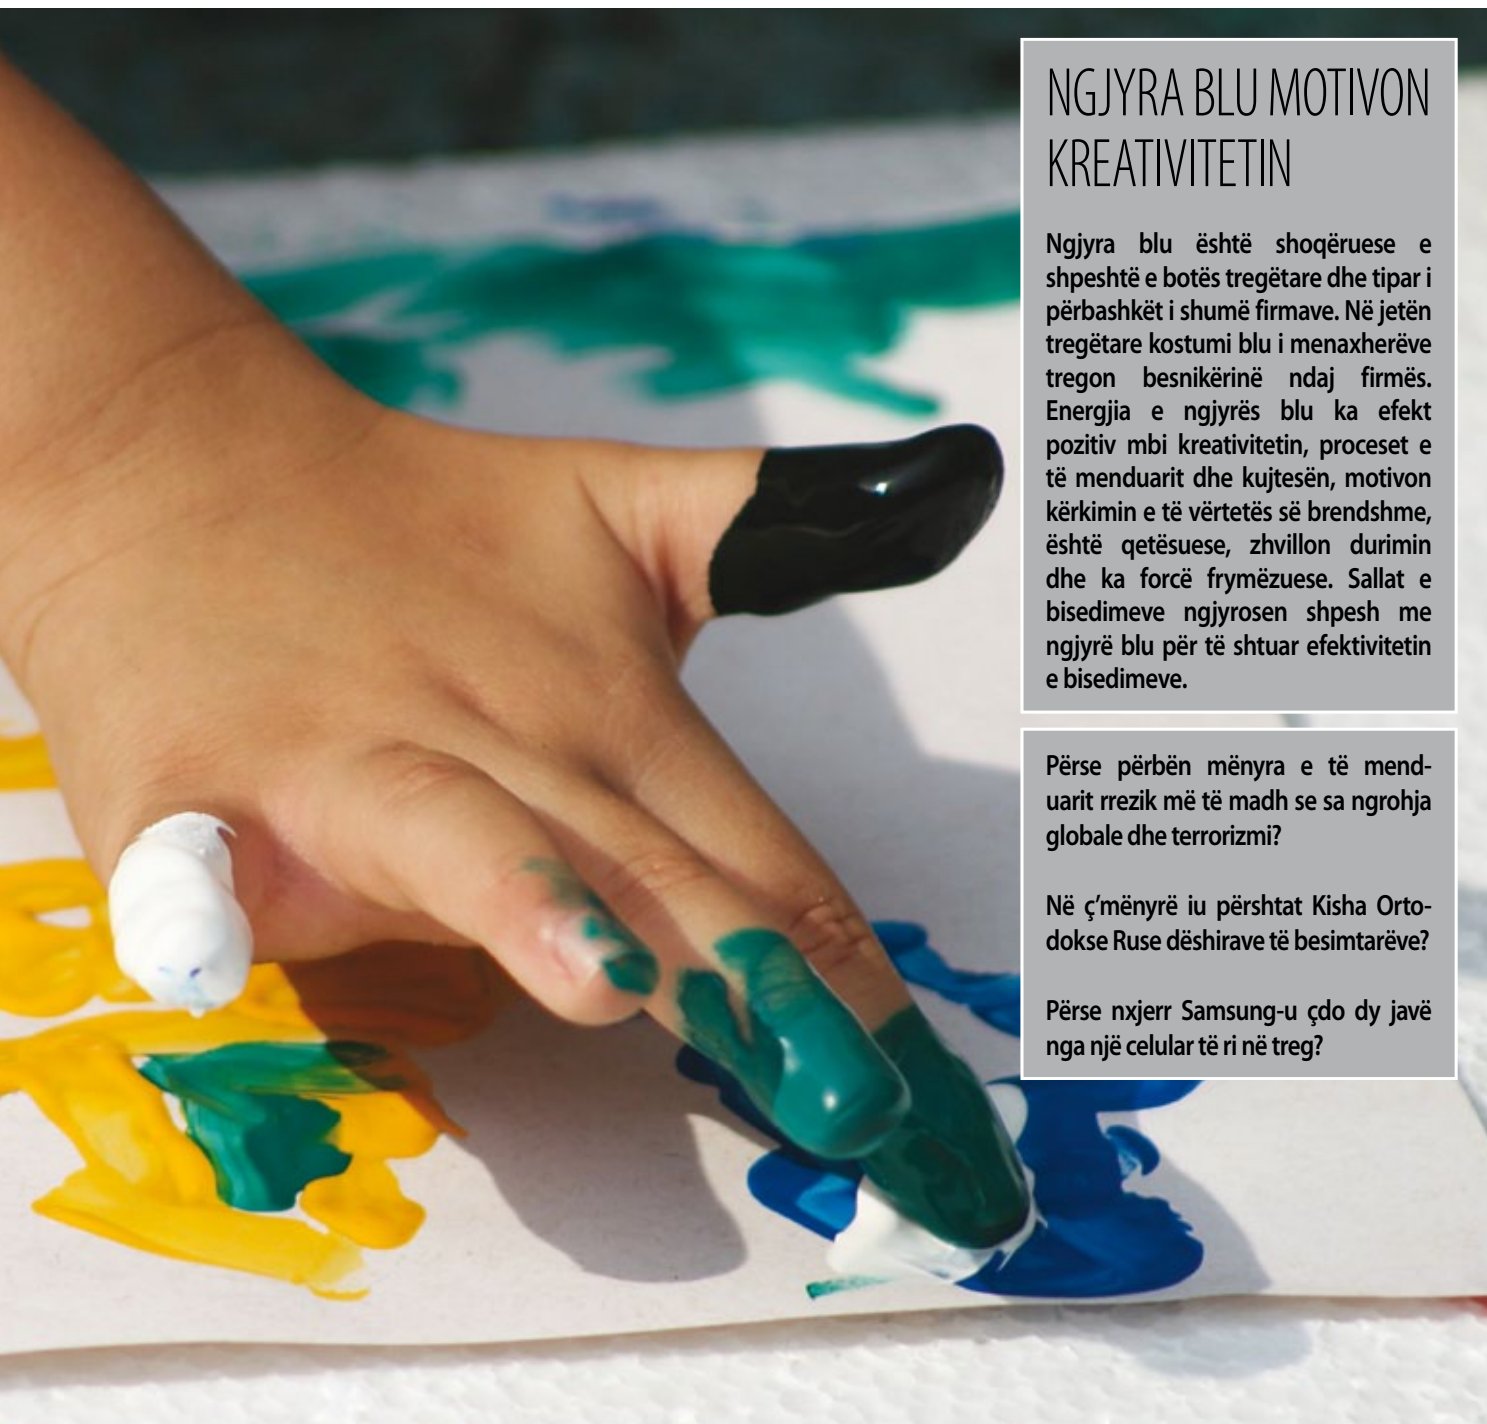 NGJYRA BLU MOTIVON
KREATIVITETIN
Ngjyra blu është shoqëruese e
shpeshtë e botës tregëtare dhe tipar i
përbashkët i shumë firmave. Në jetën
tregëtare kostumi blu i menaxherëve
tregon besnikërinë ndaj firmës.
Energjia e ngjyrës blu ka efekt
pozitiv mbi kreativitetin, proceset e
të menduarit dhe kujtesën, motivon
kërkimin e të vërtetës së brendshme,
është qetësuese, zhvillon durimin
dhe ka forcë frymëzuese. Sallat e
bisedimeve ngjyrosen shpesh me
ngjyrë blu për të shtuar efektivitetin
e bisedimeve.
Përse përbën mënyra e të mend-
uarit rrezik më të madh se sa ngrohja
globale dhe terrorizmi?
Në ç'mënyrë iu përshtat Kisha Orto-
dokse Ruse dëshirave të besimtarëve?
Përse nxjerr Samsung-u çdo dy javë
nga një celular të ri në treg?